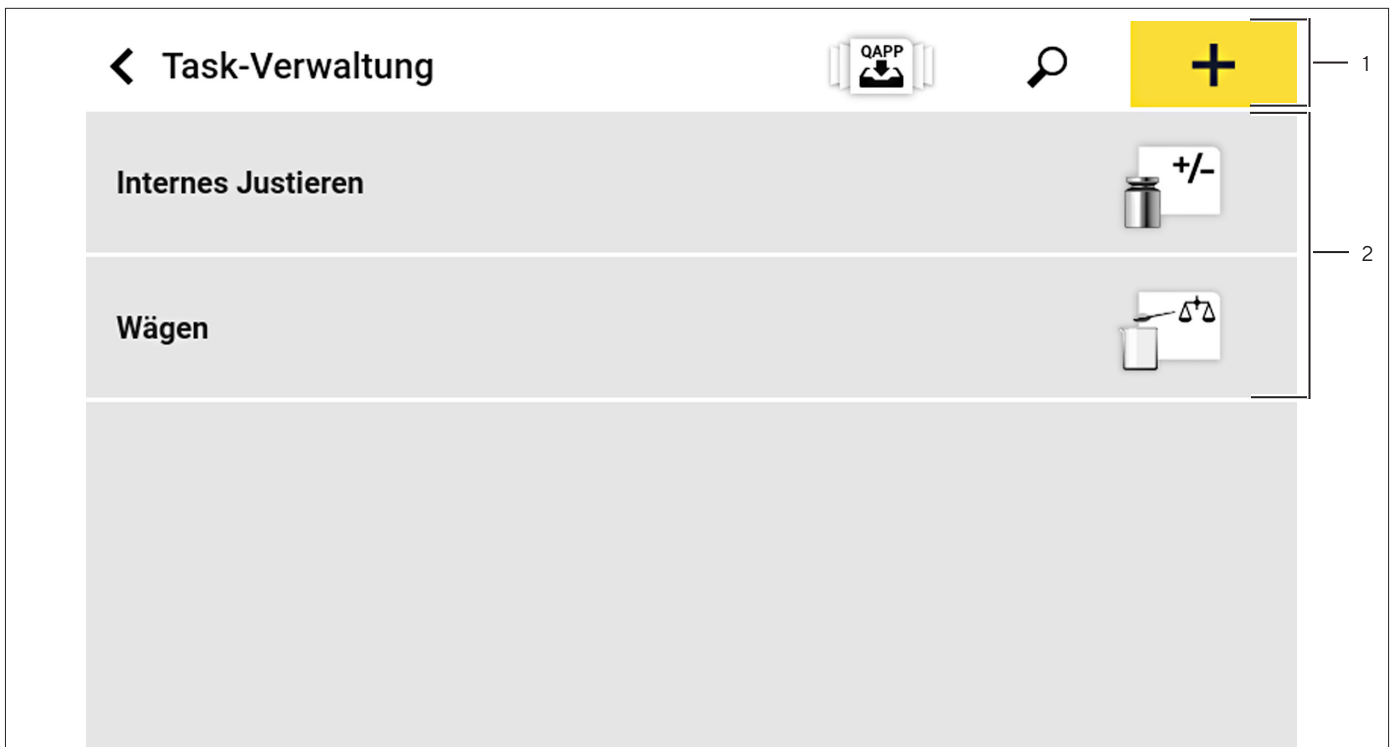 Task-Verwaltung
QAPP
+
1
Internes Justieren
+/-
2
Wägen